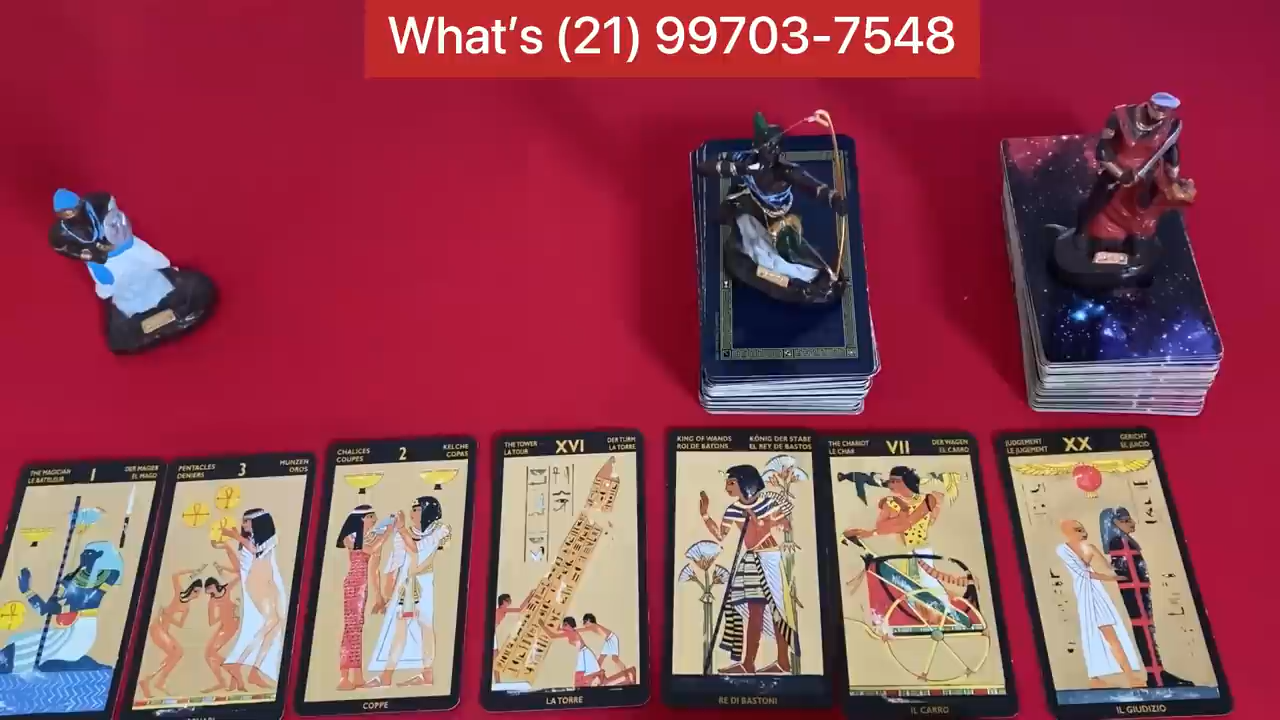 What's (21) 99703-7548
THE MAGICIAN
LE BATELEUR
I
DER MAGIER
EL MAGO
PENTACLES
DENIERS
3
MUNZEN
OROS
CHALICES
COUPES
2
KELCHE
COPAS
COPPE
THE TOWER
LA TOUR
XVI
DER TURM
LA TORRE
LA TORRE
KING OF WANDS
ROI DE BATONS
KÖNIG DER STABE
EL REY DE BASTOS
RE DI BASTONI
THE CHARIOT
LE CHAR
VII
DER WAGEN
EL CARRO
IL CARRO
JUDGEMENT
LE JUGEMENT
XX
GERICHT
EL JUICIO
IL GIUDIZIO